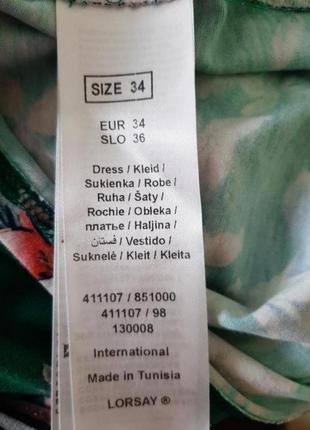 SIZE 34
EUR 34
SLO 36
Dress / Kleid /
Sukienka / Robe /
Ruha / Šaty /
Rochie / Obleka /
платье / Haljina /
فستان / Vestido /
Suknelė / Kleit / Kleita
411107 / 851000
411107 / 98
130008
International
Made in Tunisia
LORSAY ®